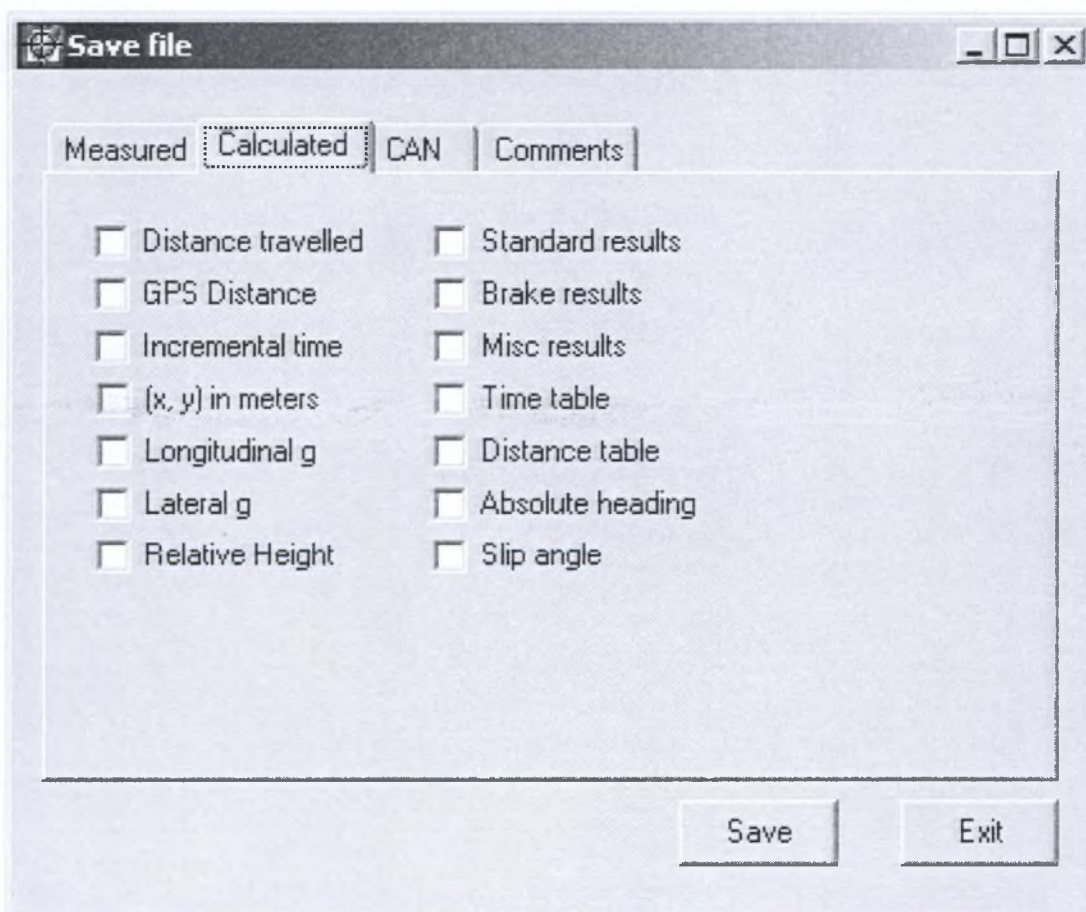 Save file
Measured Calculated CAN Comments
Distance travelled
GPS Distance
Incremental time
(x, y) in meters
Longitudinal g
Lateral g
Relative Height
Standard results
Brake results
Misc results
Time table
Distance table
Absolute heading
Slip angle
Save Exit